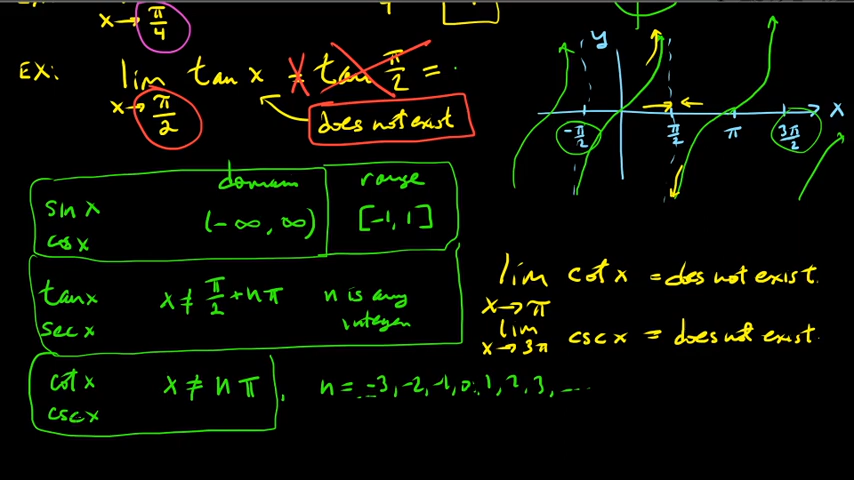 x→ π/4
EX: lim tan x ≠ tan π/2 =
x→ π/2
does not exist
y
x
-π/2 π/2 π 3π/2
domain range
sin x (-∞, ∞) [-1, 1]
cos x
tan x x ≠ π/2 + nπ n is any
sec x integer
cot x x ≠ nπ, n = ...-3, -2, -1, 0, 1, 2, 3, ...
csc x
lim cot x = does not exist.
x→π
lim csc x = does not exist.
x→3π